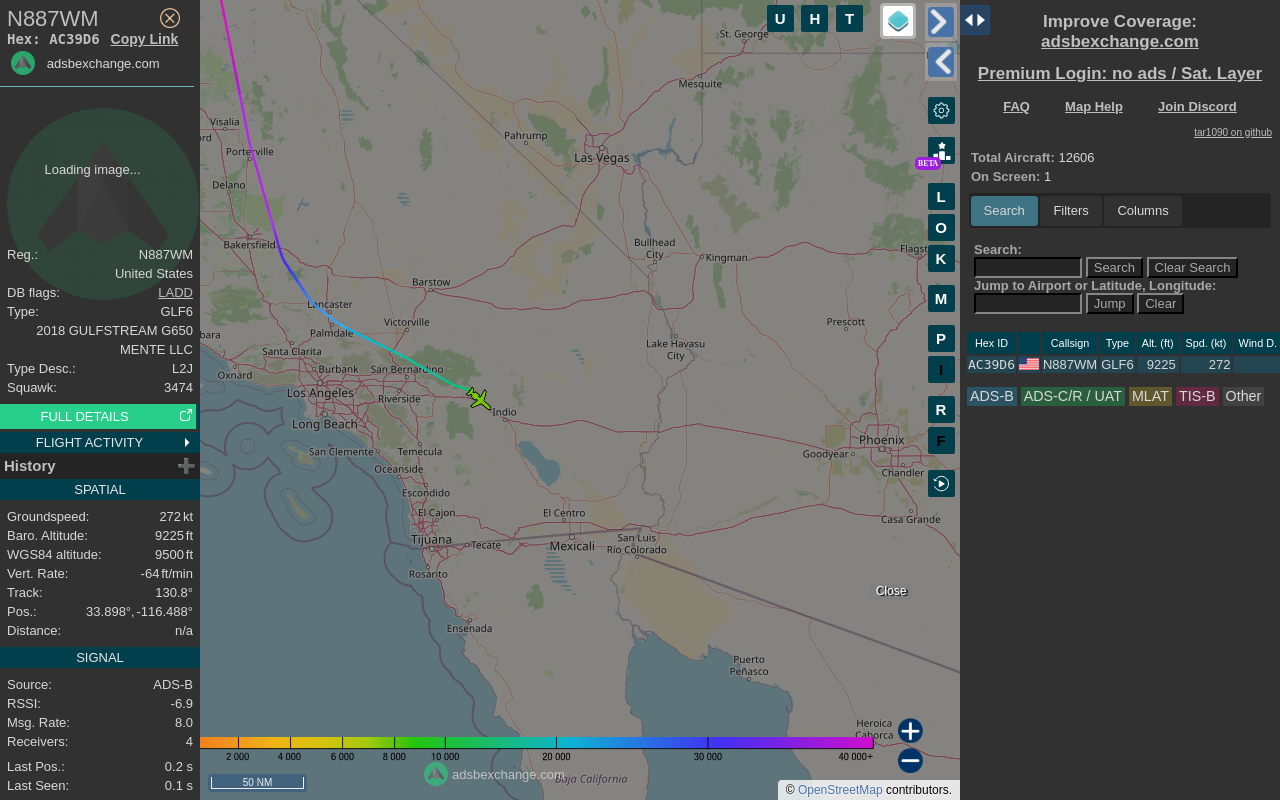 N887WM
Hex: AC39D6 Copy Link
adsbexchange.com
Loading image...
Reg.: N887WM
United States
DB flags: LADD
Type: GLF6
2018 GULFSTREAM G650
MENTE LLC
Type Desc.: L2J
Squawk: 3474
FULL DETAILS
FLIGHT ACTIVITY
History
SPATIAL
Groundspeed: 272 kt
Baro. Altitude: 9225 ft
WGS84 altitude: 9500 ft
Vert. Rate: -64 ft/min
Track: 130.8°
Pos.: 33.898°, -116.488°
Distance: n/a
SIGNAL
Source: ADS-B
RSSI: -6.9
Msg. Rate: 8.0
Receivers: 4
Last Pos.: 0.2 s
Last Seen: 0.1 s
U H T
St. George
Mesquite
Visalia
Porterville
Pahrump
Las Vegas
Delano
Bakersfield
Bullhead City
Kingman
Flagst
Barstow
Lancaster
Palmdale
Victorville
Prescott
Lake Havasu City
bara
Santa Clarita
Oxnard
Burbank
San Bernardino
Los Angeles
Riverside
Indio
Long Beach
Phoenix
Goodyear
Chandler
San Clemente
Temecula
Oceanside
Escondido
El Cajon
El Centro
Casa Grande
Tijuana
Tecate
Mexicali
San Luis Río Colorado
Rosarito
Ensenada
Puerto Peñasco
Heroica Caborca
Baja California
BETA
L
O
K
M
P
I
R
F
Close
2 000 4 000 6 000 8 000 10 000 20 000 30 000 40 000+
adsbexchange.com
50 NM
© OpenStreetMap contributors.
Improve Coverage:
adsbexchange.com
Premium Login: no ads / Sat. Layer
FAQ Map Help Join Discord
tar1090 on github
Total Aircraft: 12606
On Screen: 1
Search Filters Columns
Search:
Search Clear Search
Jump to Airport or Latitude, Longitude:
Jump Clear
Hex ID Callsign Type Alt. (ft) Spd. (kt) Wind D.
AC39D6 N887WM GLF6 9225 272
ADS-B ADS-C/R / UAT MLAT TIS-B Other